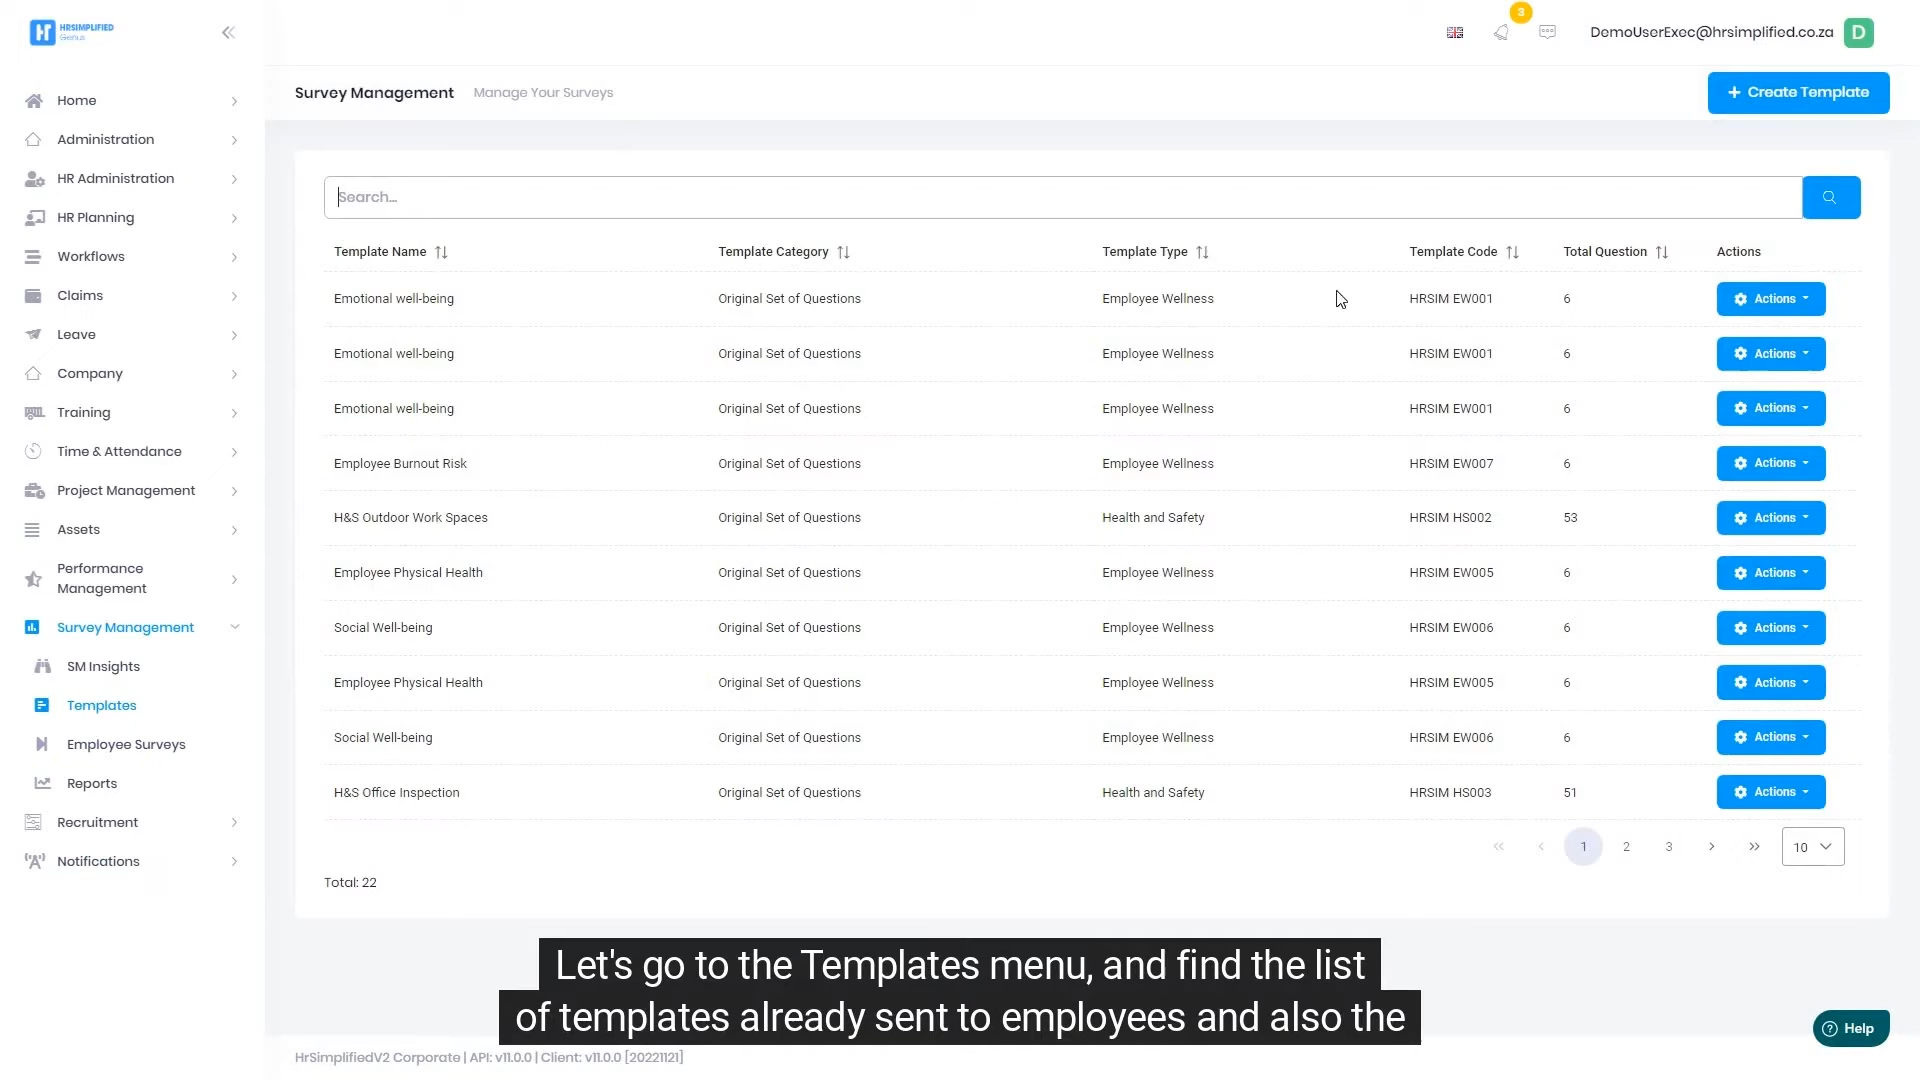 HRSIMPLIFIED
Genius
3
DemoUserExec@hrsimplified.co.za
D
Home
Administration
HR Administration
HR Planning
Workflows
Claims
Leave
Company
Training
Time & Attendance
Project Management
Assets
Performance
Management
Survey Management
SM Insights
Templates
Employee Surveys
Reports
Recruitment
Notifications
Survey Management Manage Your Surveys
+ Create Template
Search...
Template Name Template Category Template Type Template Code Total Question Actions
Emotional well-being Original Set of Questions Employee Wellness HRSIM EW001 6 Actions
Emotional well-being Original Set of Questions Employee Wellness HRSIM EW001 6 Actions
Emotional well-being Original Set of Questions Employee Wellness HRSIM EW001 6 Actions
Employee Burnout Risk Original Set of Questions Employee Wellness HRSIM EW007 6 Actions
H&S Outdoor Work Spaces Original Set of Questions Health and Safety HRSIM HS002 53 Actions
Employee Physical Health Original Set of Questions Employee Wellness HRSIM EW005 6 Actions
Social Well-being Original Set of Questions Employee Wellness HRSIM EW006 6 Actions
Employee Physical Health Original Set of Questions Employee Wellness HRSIM EW005 6 Actions
Social Well-being Original Set of Questions Employee Wellness HRSIM EW006 6 Actions
H&S Office Inspection Original Set of Questions Health and Safety HRSIM HS003 51 Actions
1 2 3 10
Total: 22
Let's go to the Templates menu, and find the list
of templates already sent to employees and also the
Help
HrSimplifiedV2 Corporate | API: v11.0.0 | Client: v11.0.0 [20221121]